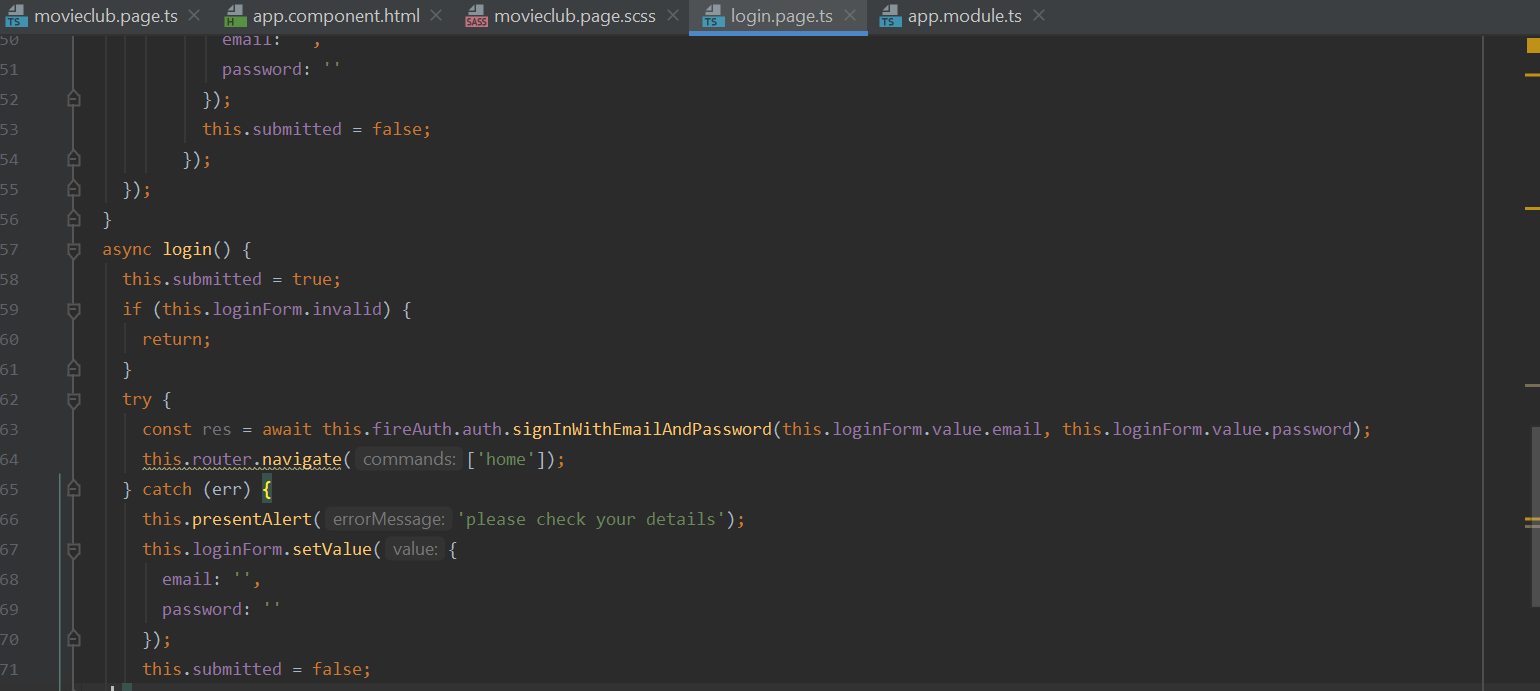 movieclub.page.ts app.component.html movieclub.page.scss login.page.ts app.module.ts
TS H SASS TS TS
50 email: '',
51 password: ''
52 });
53 this.submitted = false;
54 });
55 });
56 }
57 async login() {
58 this.submitted = true;
59 if (this.loginForm.invalid) {
60 return;
61 }
62 try {
63 const res = await this.fireAuth.auth.signInWithEmailAndPassword(this.loginForm.value.email, this.loginForm.value.password);
64 this.router.navigate( commands: ['home']);
65 } catch (err) {
66 this.presentAlert( errorMessage: 'please check your details');
67 this.loginForm.setValue( value: {
68 email: '',
69 password: ''
70 });
71 this.submitted = false;